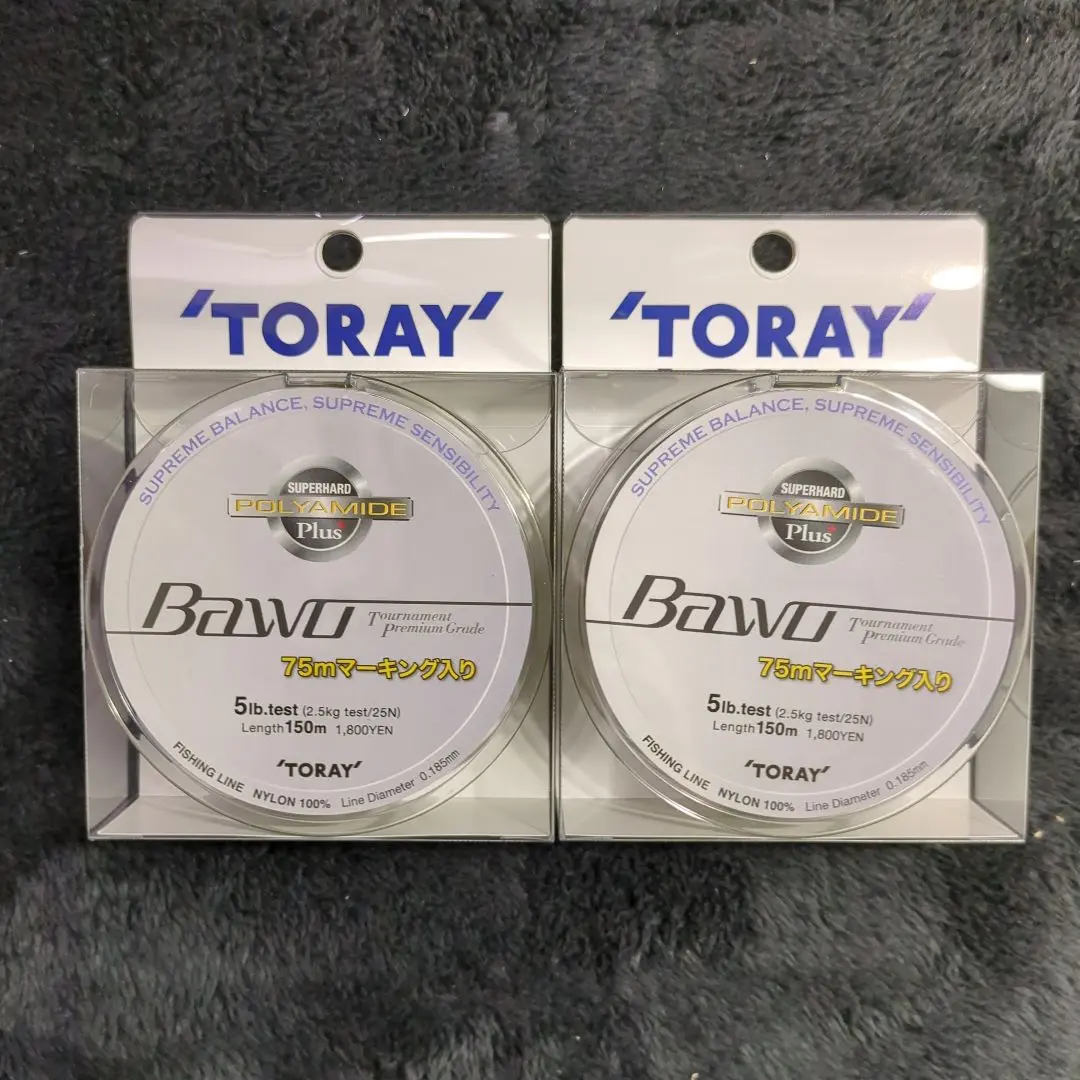 'TORAY'
SUPREME BALANCE, SUPREME SENSIBILITY
SUPERHARD
POLYAMIDE
Plus+
Bawo
Tournament
Premium Grade
75mマーキング入り
5lb.test (2.5kg test/25N)
Length150m 1,800YEN
'TORAY'
FISHING LINE NYLON 100% Line Diameter 0.185mm
'TORAY'
SUPREME BALANCE, SUPREME SENSIBILITY
SUPERHARD
POLYAMIDE
Plus+
Bawo
Tournament
Premium Grade
75mマーキング入り
5lb.test (2.5kg test/25N)
Length150m 1,800YEN
'TORAY'
FISHING LINE NYLON 100% Line Diameter 0.185mm